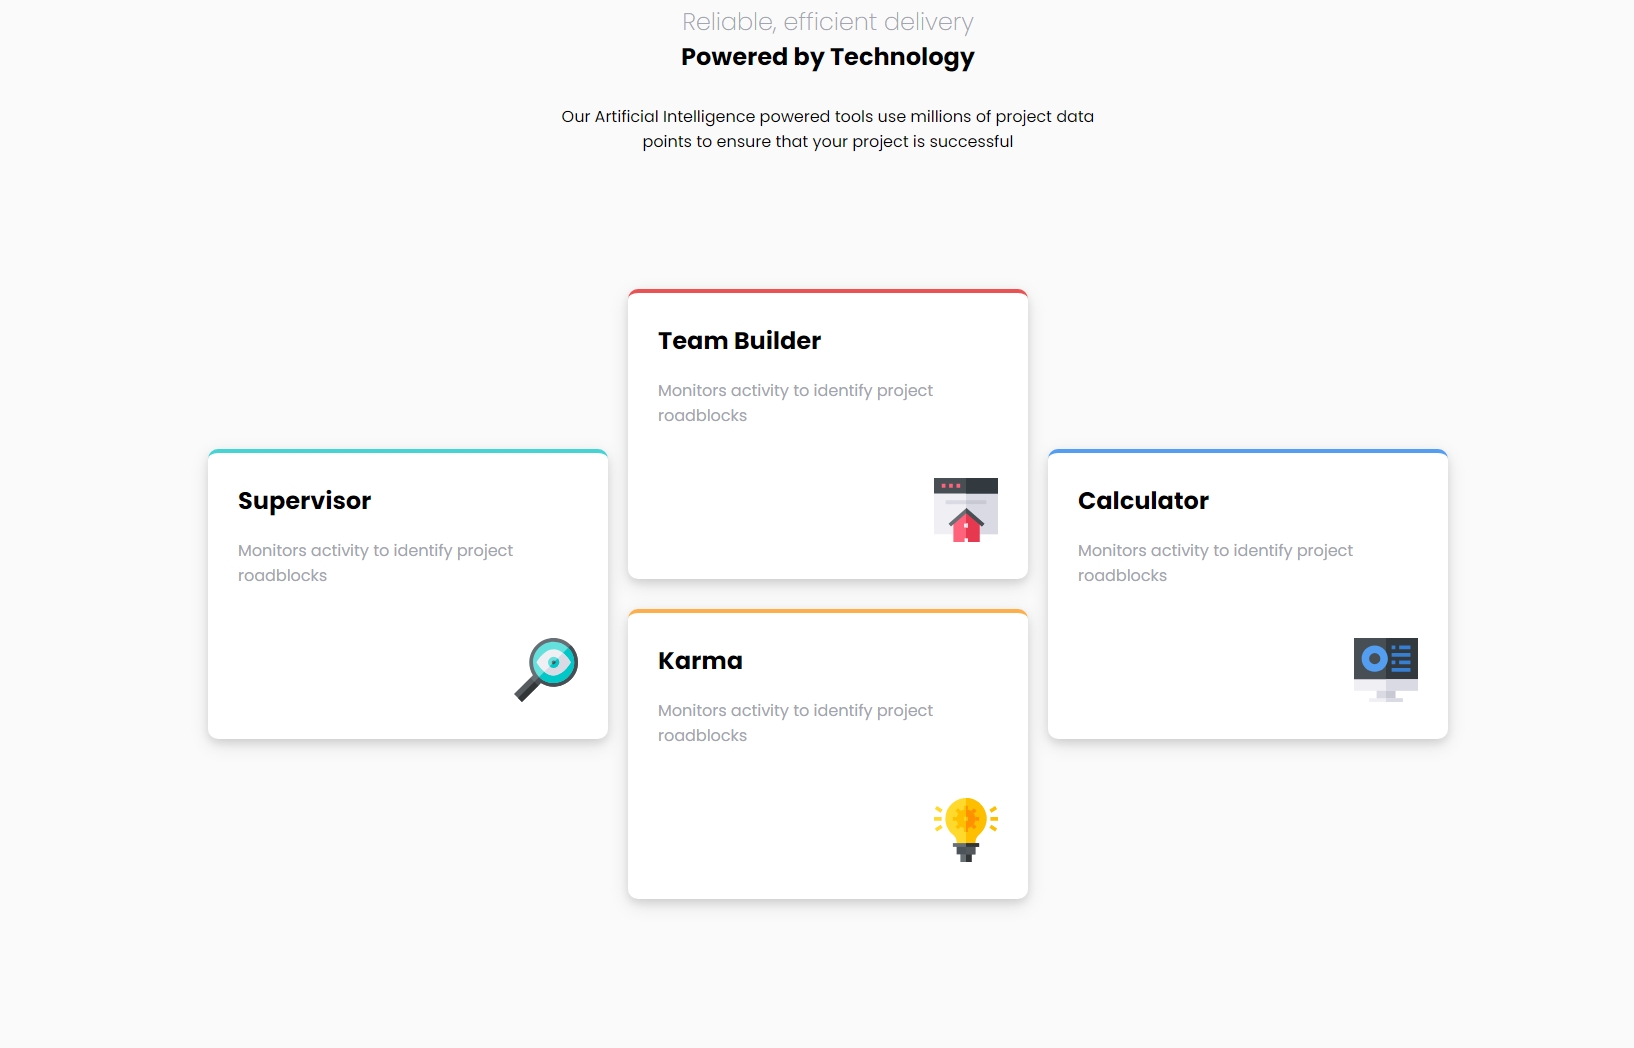 Reliable, efficient delivery
Powered by Technology
Our Artificial Intelligence powered tools use millions of project data
points to ensure that your project is successful
Team Builder
Monitors activity to identify project
roadblocks
Supervisor
Monitors activity to identify project
roadblocks
Calculator
Monitors activity to identify project
roadblocks
Karma
Monitors activity to identify project
roadblocks